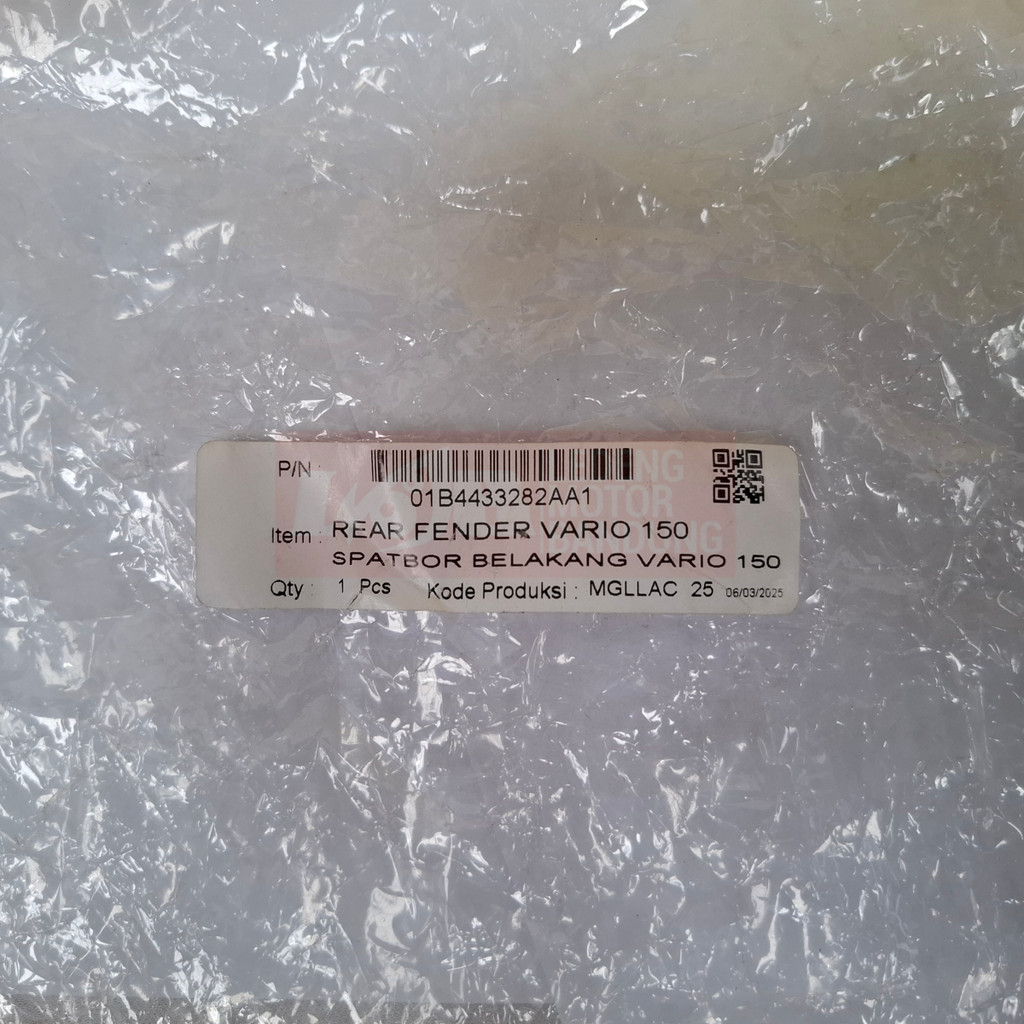 P/N :
01B4433282AA1
Item : REAR FENDER VARIO 150
SPATBOR BELAKANG VARIO 150
Qty : 1 Pcs Kode Produksi : MGLLAC 25 06/03/2025
MOTOR